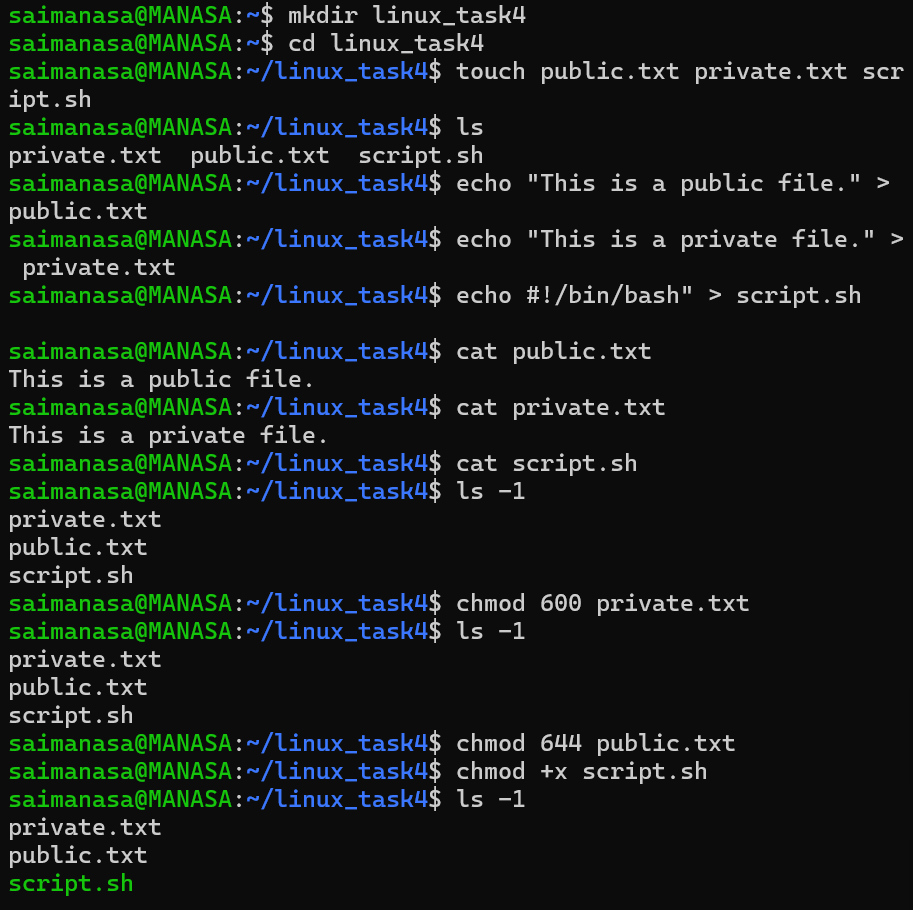 saimanasa@MANASA:~$ mkdir linux_task4
saimanasa@MANASA:~$ cd linux_task4
saimanasa@MANASA:~/linux_task4$ touch public.txt private.txt scr
ipt.sh
saimanasa@MANASA:~/linux_task4$ ls
private.txt  public.txt  script.sh
saimanasa@MANASA:~/linux_task4$ echo "This is a public file." >
public.txt
saimanasa@MANASA:~/linux_task4$ echo "This is a private file." >
 private.txt
saimanasa@MANASA:~/linux_task4$ echo #!/bin/bash" > script.sh

saimanasa@MANASA:~/linux_task4$ cat public.txt
This is a public file.
saimanasa@MANASA:~/linux_task4$ cat private.txt
This is a private file.
saimanasa@MANASA:~/linux_task4$ cat script.sh
saimanasa@MANASA:~/linux_task4$ ls -1
private.txt
public.txt
script.sh
saimanasa@MANASA:~/linux_task4$ chmod 600 private.txt
saimanasa@MANASA:~/linux_task4$ ls -1
private.txt
public.txt
script.sh
saimanasa@MANASA:~/linux_task4$ chmod 644 public.txt
saimanasa@MANASA:~/linux_task4$ chmod +x script.sh
saimanasa@MANASA:~/linux_task4$ ls -1
private.txt
public.txt
script.sh